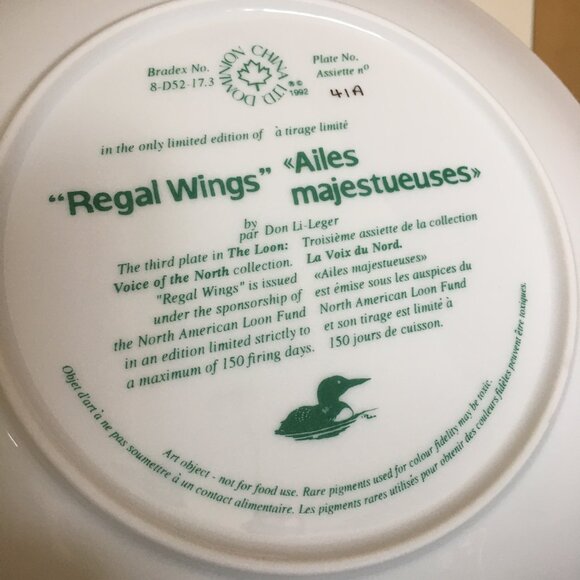 Bradex No.
8-D52-17.3
DOMINION CHINA LTD.
®©
1992
Plate No.
Assiette nº
41A
in the only limited edition of
à tirage limité
"Regal Wings"
«Ailes
majestueuses»
by
par Don Li-Leger
The third plate in The Loon:
Voice of the North collection.
"Regal Wings" is issued
under the sponsorship of
the North American Loon Fund
in an edition limited strictly to
a maximum of 150 firing days.
Troisième assiette de la collection
La Voix du Nord.
«Ailes majestueuses»
est émise sous les auspices du
North American Loon Fund
et son tirage est limité à
150 jours de cuisson.
Art object - not for food use. Rare pigments used for colour fidelity may be toxic.
Objet d'art à ne pas soumettre à un contact alimentaire. Les pigments rares utilisés pour obtenir des couleurs fidèles peuvent être toxiques.